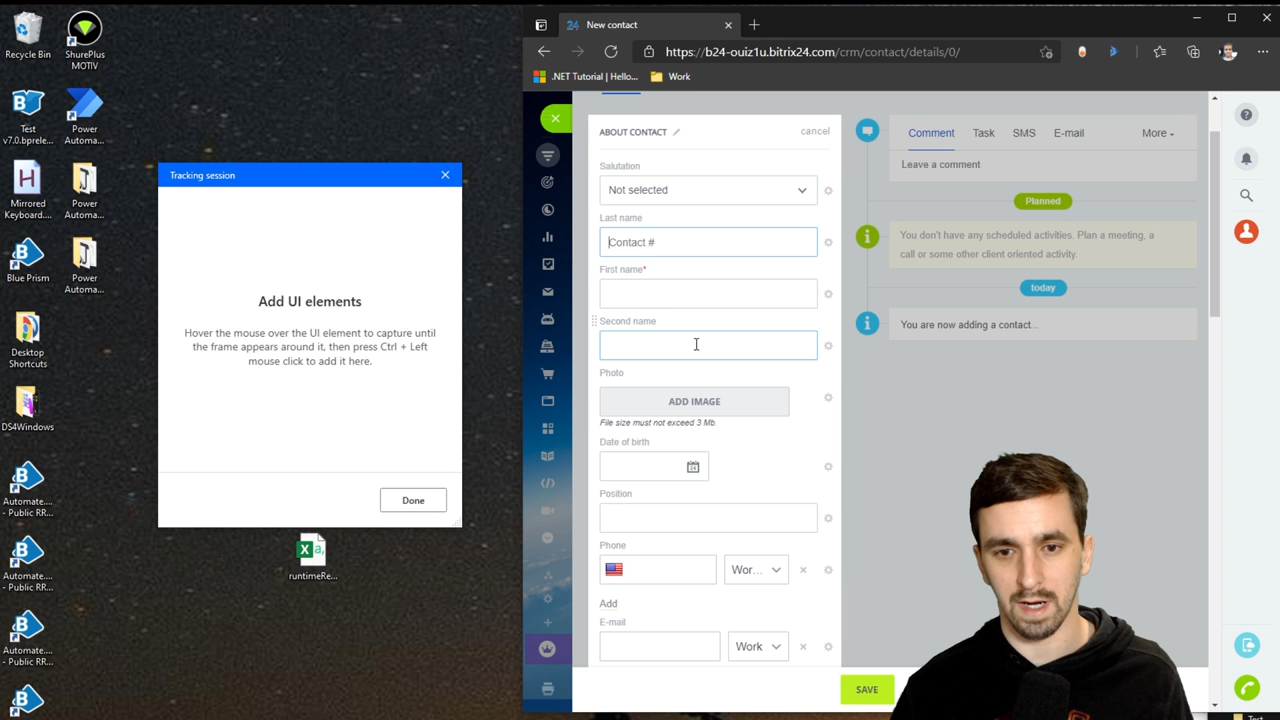 Recycle Bin
SharePlus
MOTIV
Test
v7.0.bprele...
Power
Automa...
Mirrored
Keyboard....
Power
Automa...
Blue Prism
Power
Automa...
Desktop
Shortcuts
DS4Windows
Automate....
- Public RR...
Automate....
- Public RR...
Automate....
- Public RR...
Tracking session
Add UI elements
Hover the mouse over the UI element to capture until
the frame appears around it, then press Ctrl + Left
mouse click to add it here.
Done
X a,
runtimeRe...
24 New contact
https://b24-ouiz1u.bitrix24.com/crm/contact/details/0/
.NET Tutorial | Hello...
Work
ABOUT CONTACT
cancel
Salutation
Not selected
Last name
Contact #
First name*
Second name
Photo
ADD IMAGE
File size must not exceed 3 Mb.
Date of birth
24
Position
Phone
Wor...
Add
E-mail
Work
SAVE
Comment
Task
SMS
E-mail
More
Leave a comment
Planned
You don't have any scheduled activities. Plan a meeting, a
call or some other client oriented activity.
today
You are now adding a contact...
Test